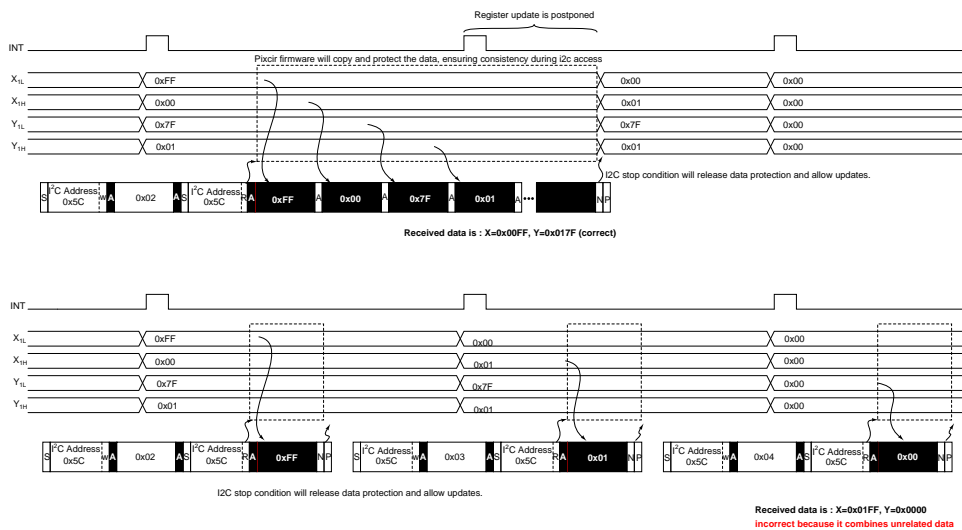 Register update is postponed
INT
Pixcir firmware will copy and protect the data, ensuring consistency during i2c access
X1L 0xFF 0x00 0x00
X1H 0x00 0x01 0x00
Y1L 0x7F 0x7F 0x00
Y1H 0x01 0x01 0x00
I2C stop condition will release data protection and allow updates.
S I²C Address 0x5C w A 0x02 A S I²C Address 0x5C R A 0xFF A 0x00 A 0x7F A 0x01 A ••• N P
Received data is : X=0x00FF, Y=0x017F (correct)
INT
X1L 0xFF 0x00 0x00
X1H 0x00 0x01 0x00
Y1L 0x7F 0x7F 0x00
Y1H 0x01 0x01 0x00
S I²C Address 0x5C w A 0x02 A S I²C Address 0x5C R A 0xFF N P S I²C Address 0x5C w A 0x03 A S I²C Address 0x5C R A 0x01 N P S I²C Address 0x5C w A 0x04 A S I²C Address 0x5C R A 0x00 N P
I2C stop condition will release data protection and allow updates.
Received data is : X=0x01FF, Y=0x0000
incorrect because it combines unrelated data